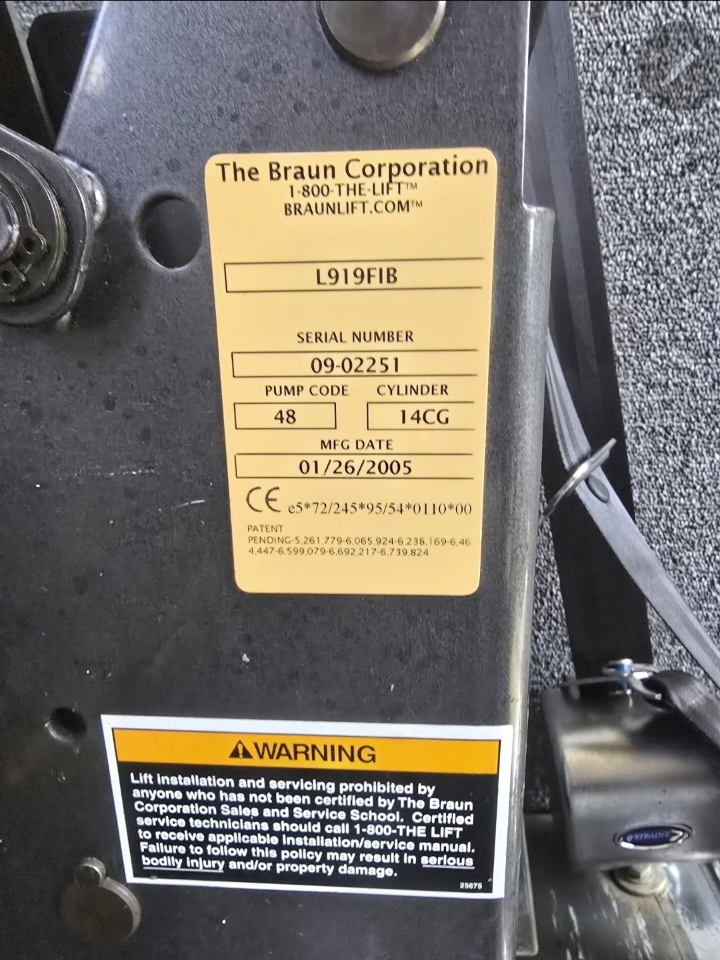 The Braun Corporation
1-800-THE-LIFT™
BRAUNLIFT.COM™
L919FIB
SERIAL NUMBER
09-02251
PUMP CODE CYLINDER
48 14CG
MFG DATE
01/26/2005
CE e5*72/245*95/54*0110*00
PATENT
PENDING-5,261,779-6,065,924-6,238,169-6,46
4,447-6,599,079-6,692,217-6,739,824
⚠WARNING
Lift installation and servicing prohibited by
anyone who has not been certified by The Braun
Corporation Sales and Service School. Certified
service technicians should call 1-800-THE LIFT
to receive applicable installation/service manual.
Failure to follow this policy may result in serious
bodily injury and/or property damage.
25675
Q'STRAINT